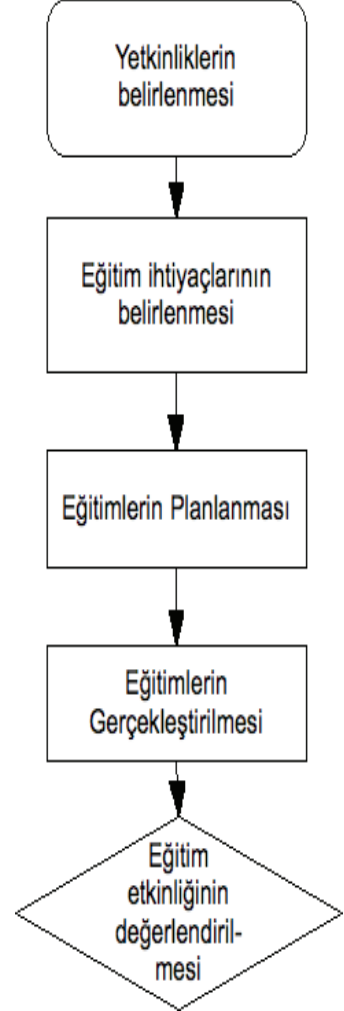 Yetkinliklerin
belirlenmesi
Eğitim ihtiyaçlarının
belirlenmesi
Eğitimlerin Planlanması
Eğitimlerin
Gerçekleştirilmesi
Eğitim
etkinliğinin
değerlendiril-
mesi